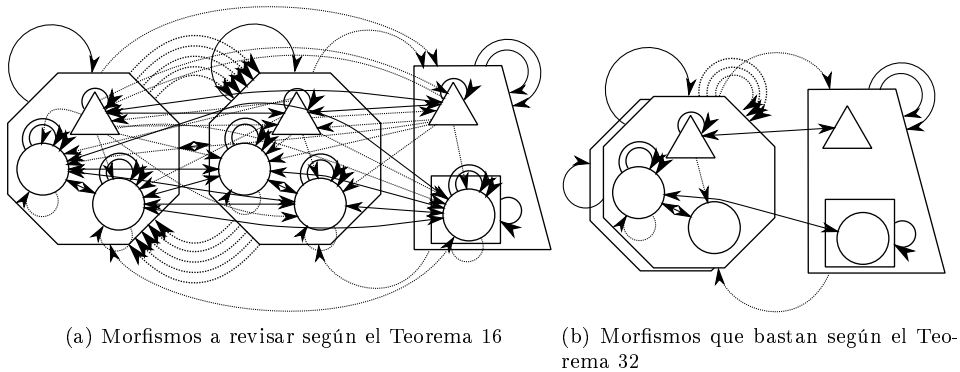 (a) Morfismos a revisar según el Teorema 16
(b) Morfismos que bastan según el Teo-
rema 32